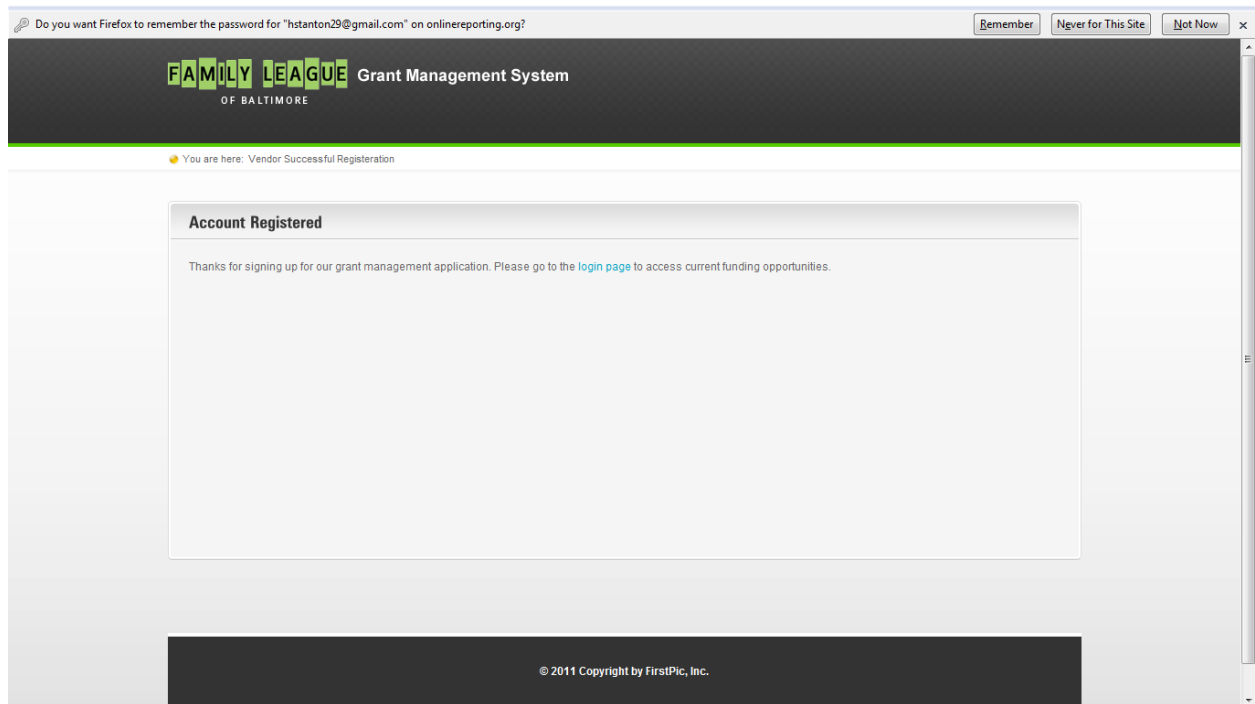 Do you want Firefox to remember the password for "hstanton29@gmail.com" on onlinereporting.org? Remember Never for This Site Not Now x
FAMILY LEAGUE Grant Management System
OF BALTIMORE
You are here: Vendor Successful Registeration
Account Registered
Thanks for signing up for our grant management application. Please go to the login page to access current funding opportunities.
© 2011 Copyright by FirstPic, Inc.